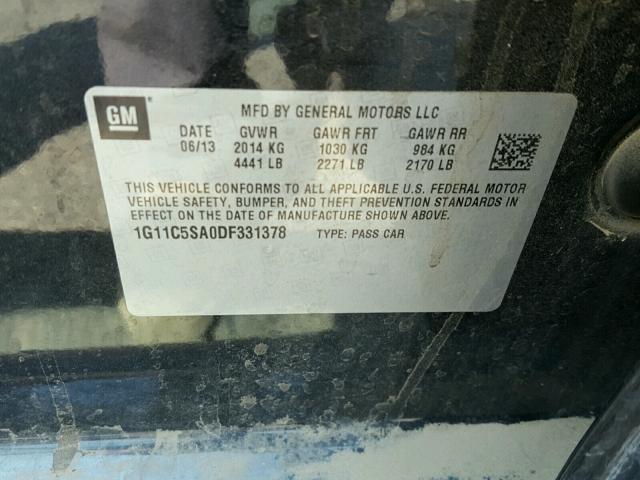 GM
MFD BY GENERAL MOTORS LLC
DATE GVWR GAWR FRT GAWR RR
06/13 2014 KG 1030 KG 984 KG
4441 LB 2271 LB 2170 LB
THIS VEHICLE CONFORMS TO ALL APPLICABLE U.S. FEDERAL MOTOR
VEHICLE SAFETY, BUMPER, AND THEFT PREVENTION STANDARDS IN
EFFECT ON THE DATE OF MANUFACTURE SHOWN ABOVE.
1G11C5SA0DF331378 TYPE: PASS CAR